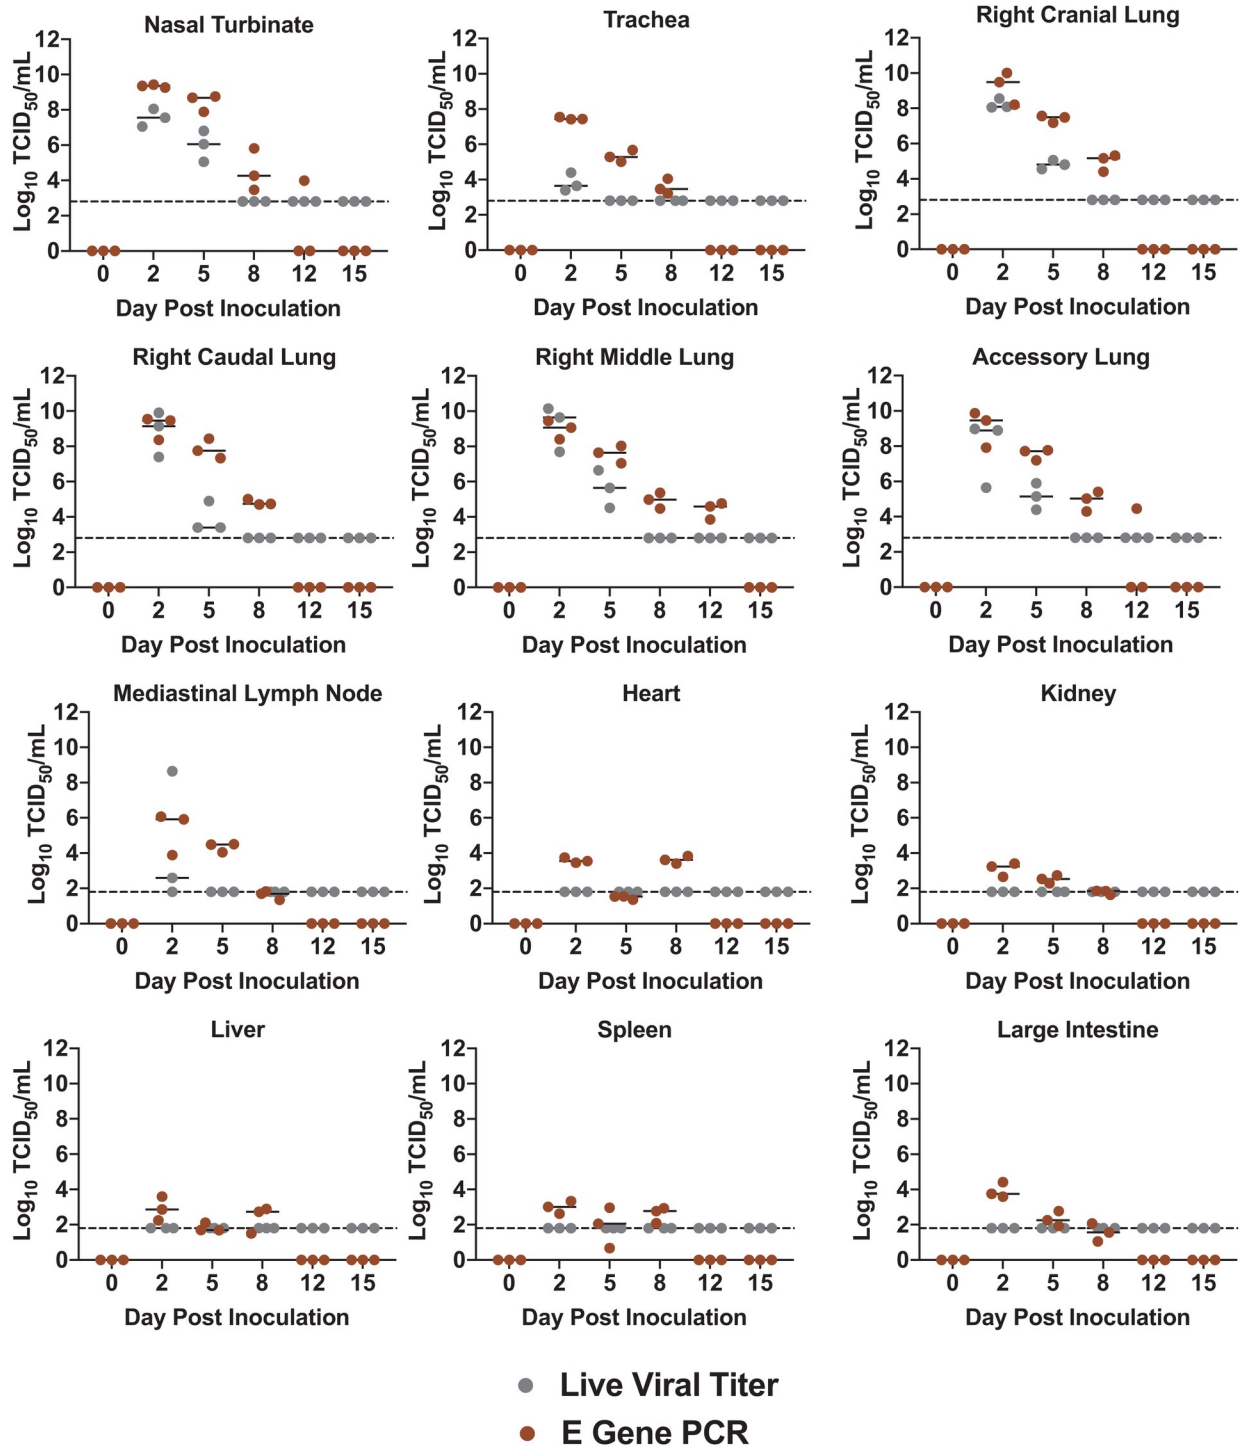 Nasal Turbinate
Log10 TCID50/mL
12
10
8
6
4
2
0
0 2 5 8 12 15
Day Post Inoculation
Trachea
Log10 TCID50/mL
12
10
8
6
4
2
0
0 2 5 8 12 15
Day Post Inoculation
Right Cranial Lung
Log10 TCID50/mL
12
10
8
6
4
2
0
0 2 5 8 12 15
Day Post Inoculation
Right Caudal Lung
Log10 TCID50/mL
12
10
8
6
4
2
0
0 2 5 8 12 15
Day Post Inoculation
Right Middle Lung
Log10 TCID50/mL
12
10
8
6
4
2
0
0 2 5 8 12 15
Day Post Inoculation
Accessory Lung
Log10 TCID50/mL
12
10
8
6
4
2
0
0 2 5 8 12 15
Day Post Inoculation
Mediastinal Lymph Node
Log10 TCID50/mL
12
10
8
6
4
2
0
0 2 5 8 12 15
Day Post Inoculation
Heart
Log10 TCID50/mL
12
10
8
6
4
2
0
0 2 5 8 12 15
Day Post Inoculation
Kidney
Log10 TCID50/mL
12
10
8
6
4
2
0
0 2 5 8 12 15
Day Post Inoculation
Liver
Log10 TCID50/mL
12
10
8
6
4
2
0
0 2 5 8 12 15
Day Post Inoculation
Spleen
Log10 TCID50/mL
12
10
8
6
4
2
0
0 2 5 8 12 15
Day Post Inoculation
Large Intestine
Log10 TCID50/mL
12
10
8
6
4
2
0
0 2 5 8 12 15
Day Post Inoculation
Live Viral Titer
E Gene PCR